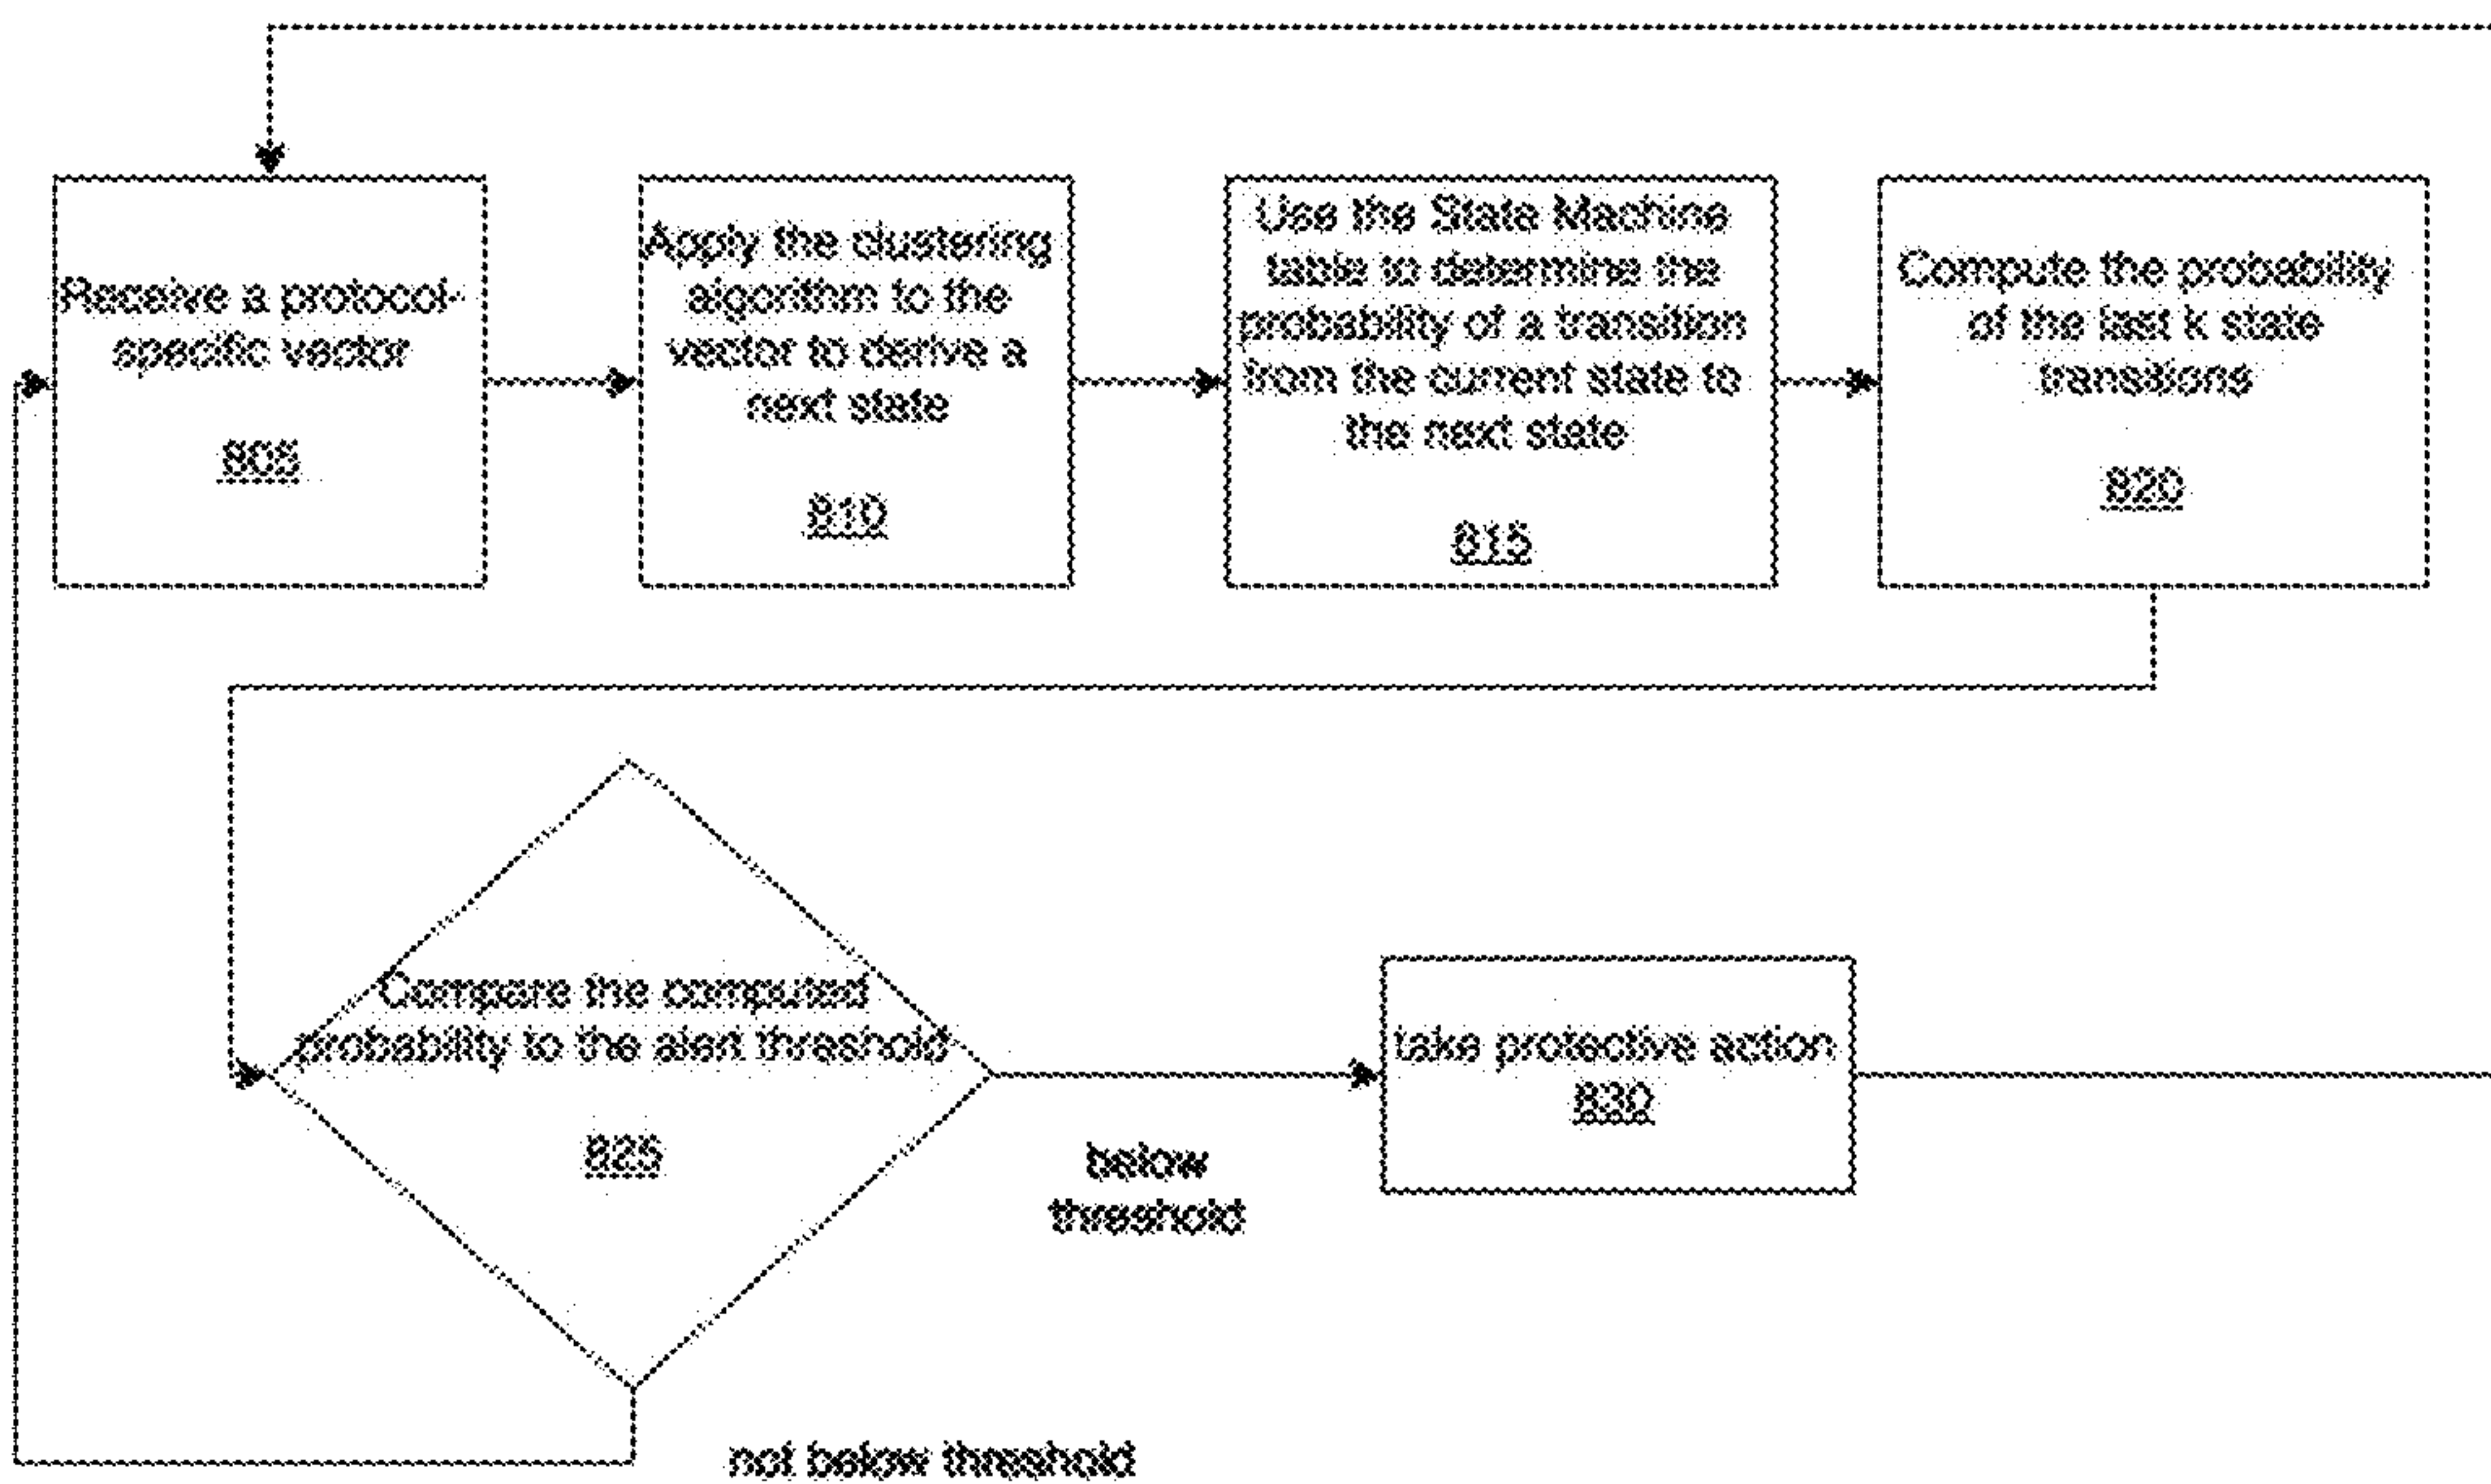 Receive a protocol-
specific vector
805
Apply the clustering
algorithm to the
vector to derive a
next state
810
Use the State Machine
table to determine the
probability of a transition
from the current state to
the next state
815
Compute the probability
of the last k state
transitions
820
Compare the computed
probability to the alert threshold
825
below
threshold
take protective action
830
not below threshold